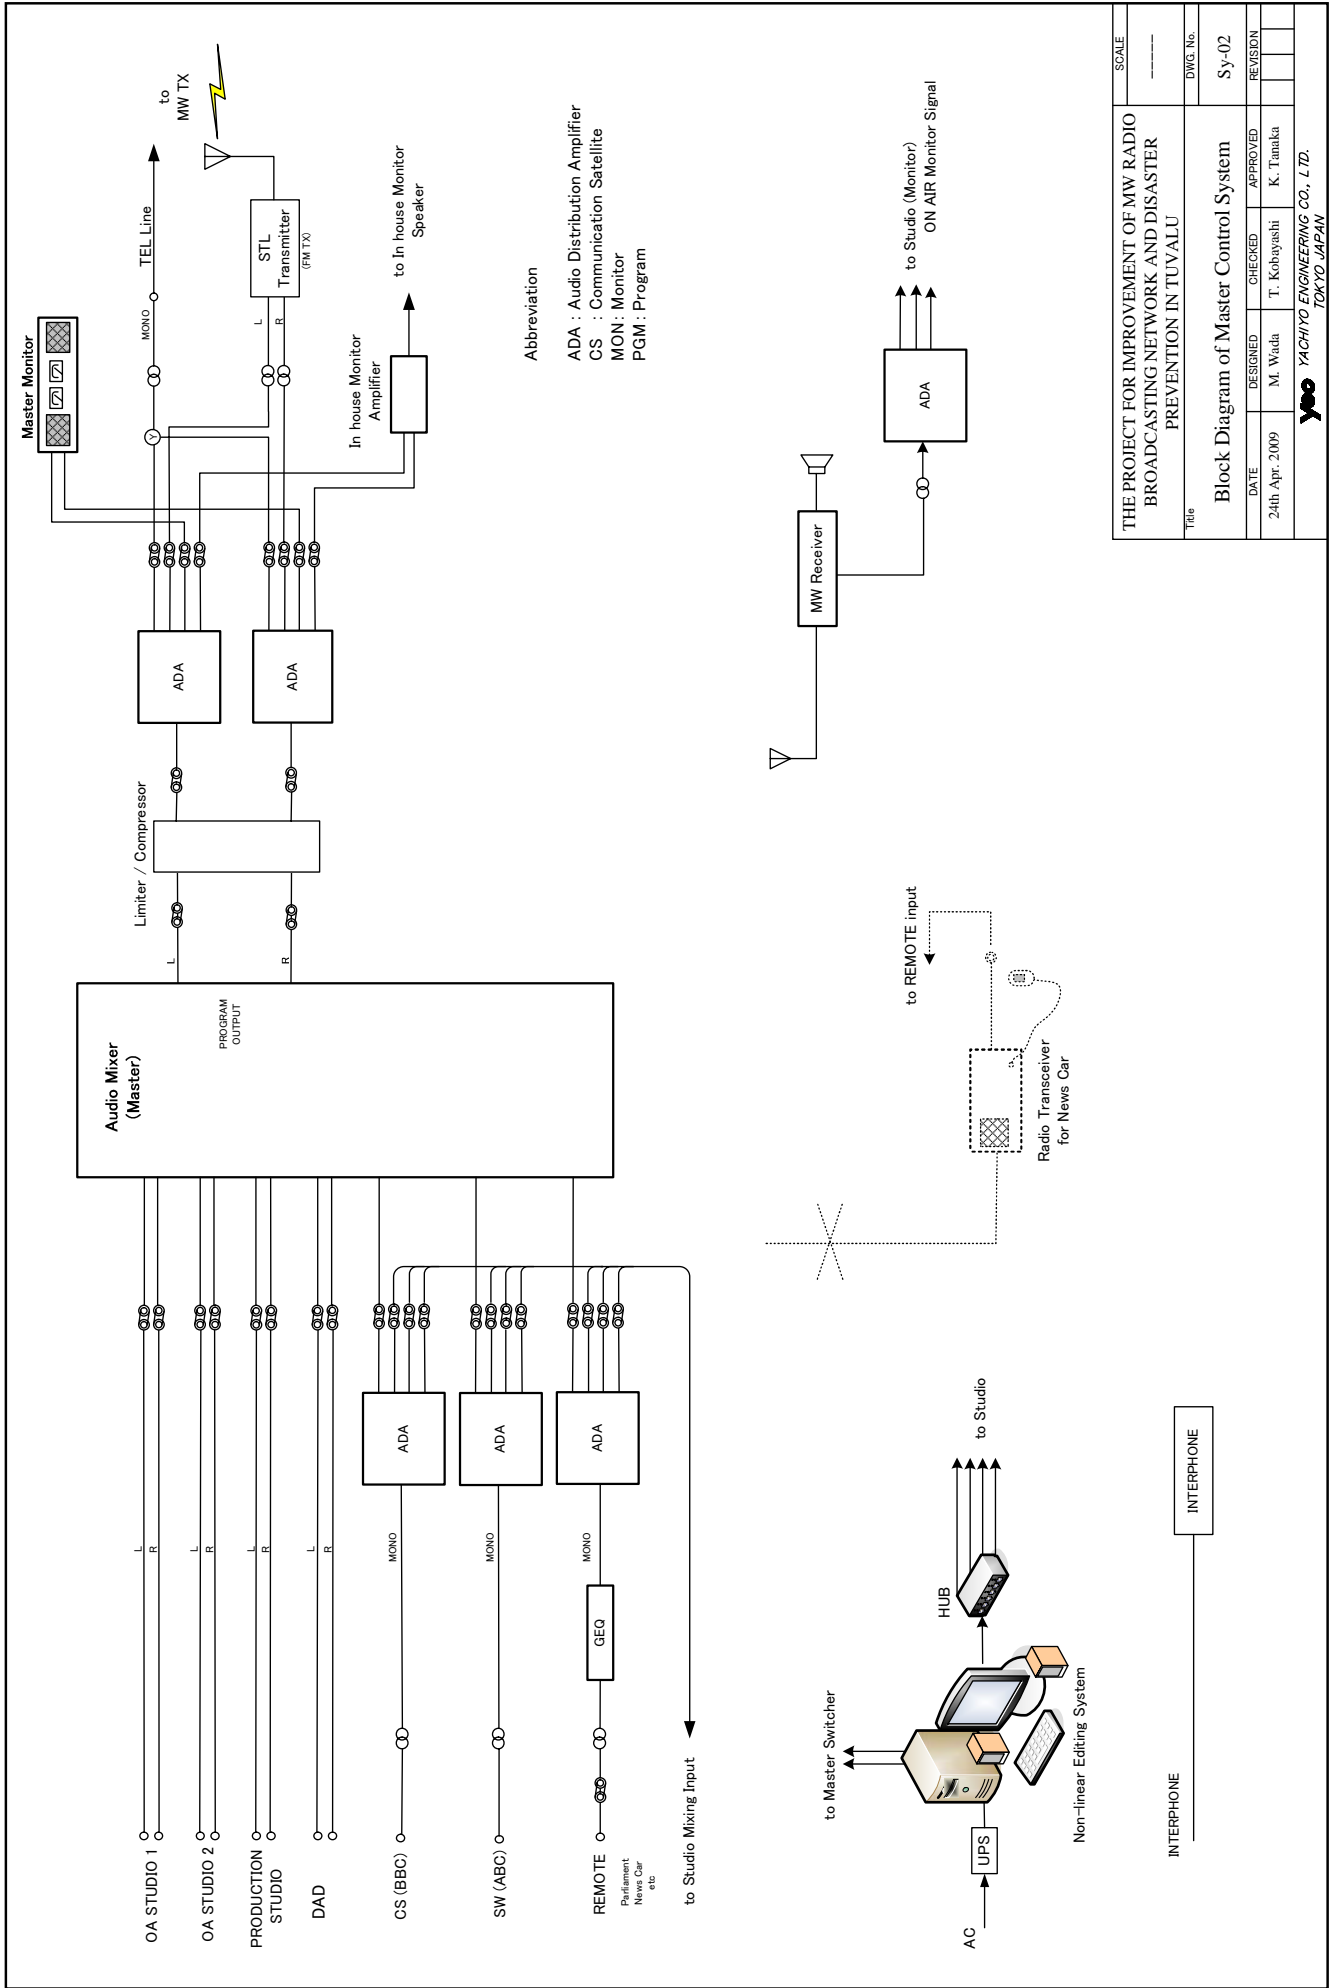 Master Monitor
to
MW TX
TEL Line
MONO
STL
Transmitter
(FM TX)
L
R
Y
In house Monitor
Amplifier
to In house Monitor
Speaker
ADA
ADA
Limiter / Compressor
L
R
Audio Mixer
(Master)
PROGRAM
OUTPUT
OA STUDIO 1
L
R
OA STUDIO 2
L
R
PRODUCTION
STUDIO
L
R
DAD
L
R
CS (BBC)
MONO
ADA
SW (ABC)
MONO
ADA
REMOTE
Parliament
News Car
etc
GEQ
MONO
ADA
to Studio Mixing Input
Abbreviation
ADA : Audio Distribution Amplifier
CS : Communication Satellite
MON : Monitor
PGM : Program
MW Receiver
ADA
to Studio (Monitor)
ON AIR Monitor Signal
to REMOTE input
Radio Transceiver
for News Car
to Master Switcher
AC
UPS
Non-linear Editing System
HUB
to Studio
INTERPHONE
INTERPHONE
THE PROJECT FOR IMPROVEMENT OF MW RADIO
BROADCASTING NETWORK AND DISASTER
PREVENTION IN TUVALU
SCALE
-----
Title
Block Diagram of Master Control System
DWG. No.
Sy-02
DATE
DESIGNED
CHECKED
APPROVED
REVISION
24th Apr. 2009
M. Wada
T. Kobayashi
K. Tanaka
yeo YACHIYO ENGINEERING CO., LTD.
TOKYO JAPAN